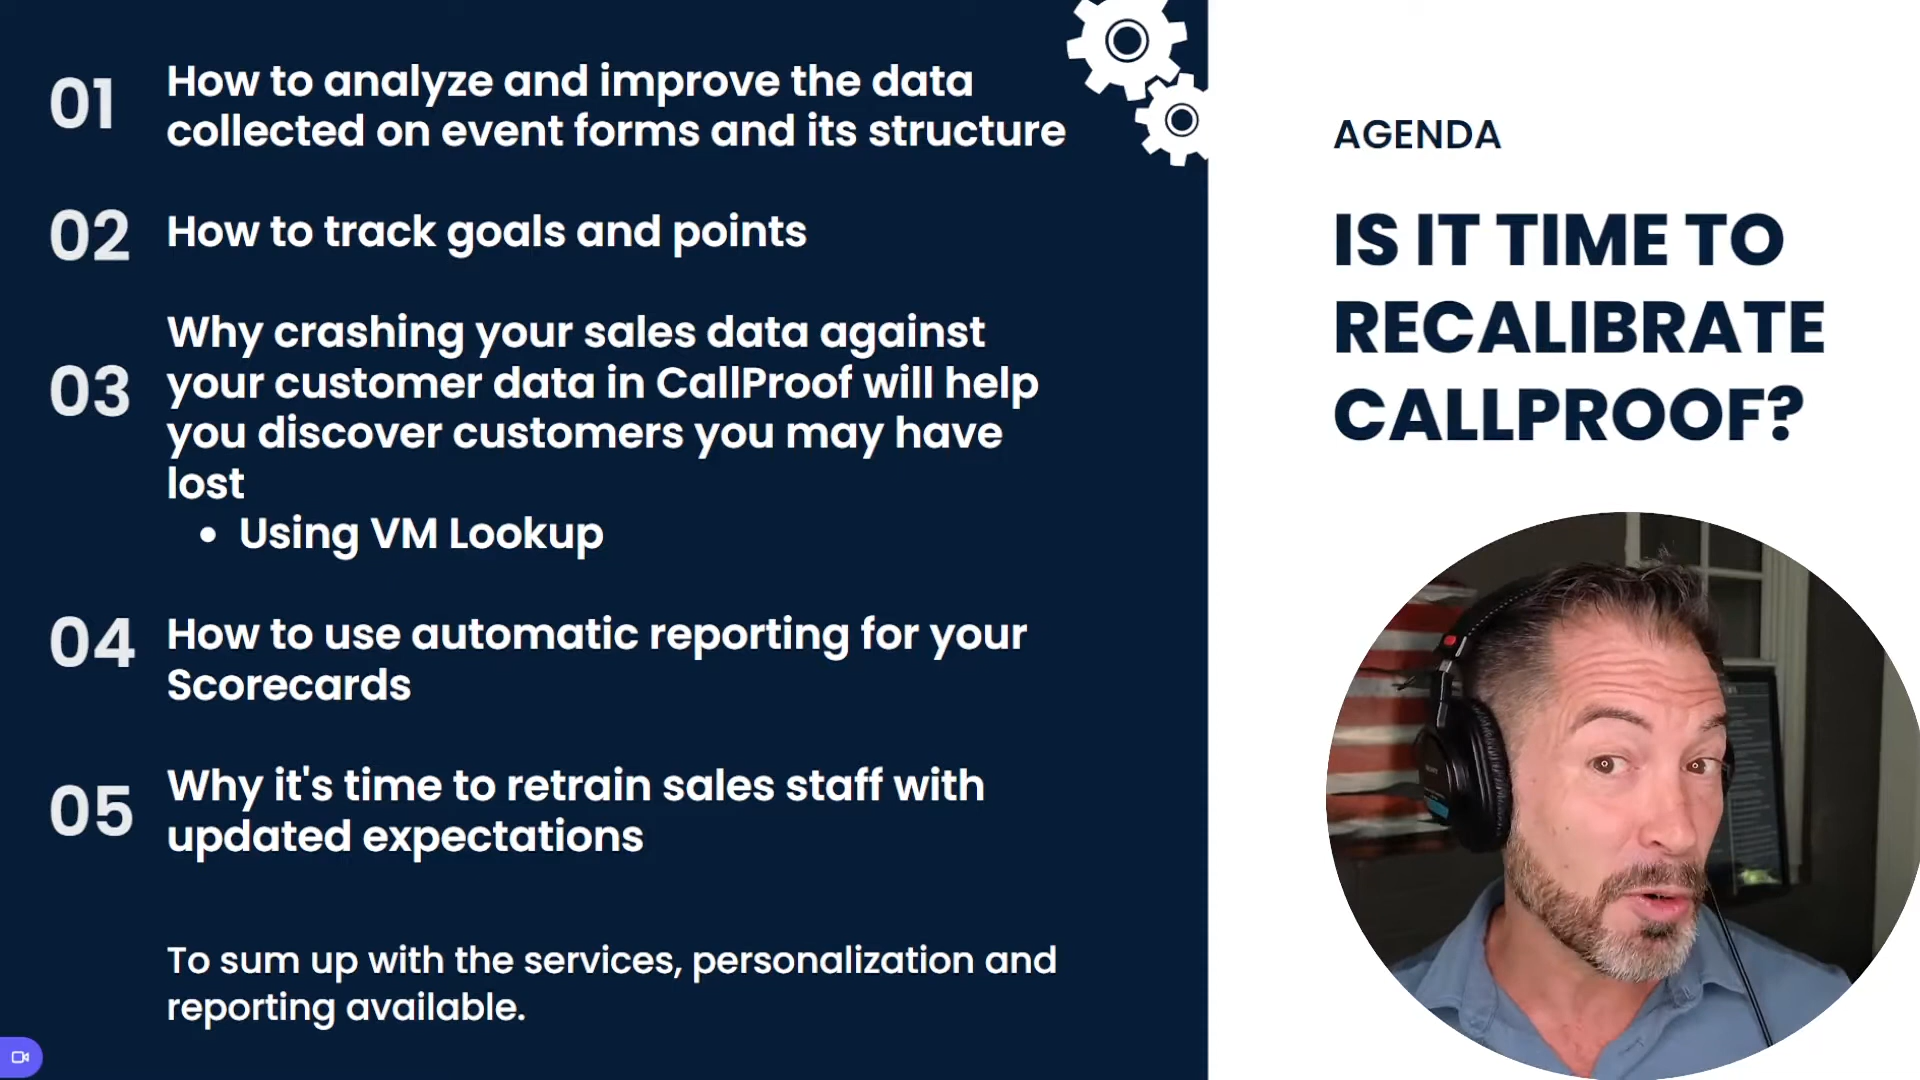 01
How to analyze and improve the data
collected on event forms and its structure
02
How to track goals and points
03
Why crashing your sales data against
your customer data in CallProof will help
you discover customers you may have
lost
• Using VM Lookup
04
How to use automatic reporting for your
Scorecards
05
Why it's time to retrain sales staff with
updated expectations
To sum up with the services, personalization and
reporting available.
AGENDA
IS IT TIME TO
RECALIBRATE
CALLPROOF?